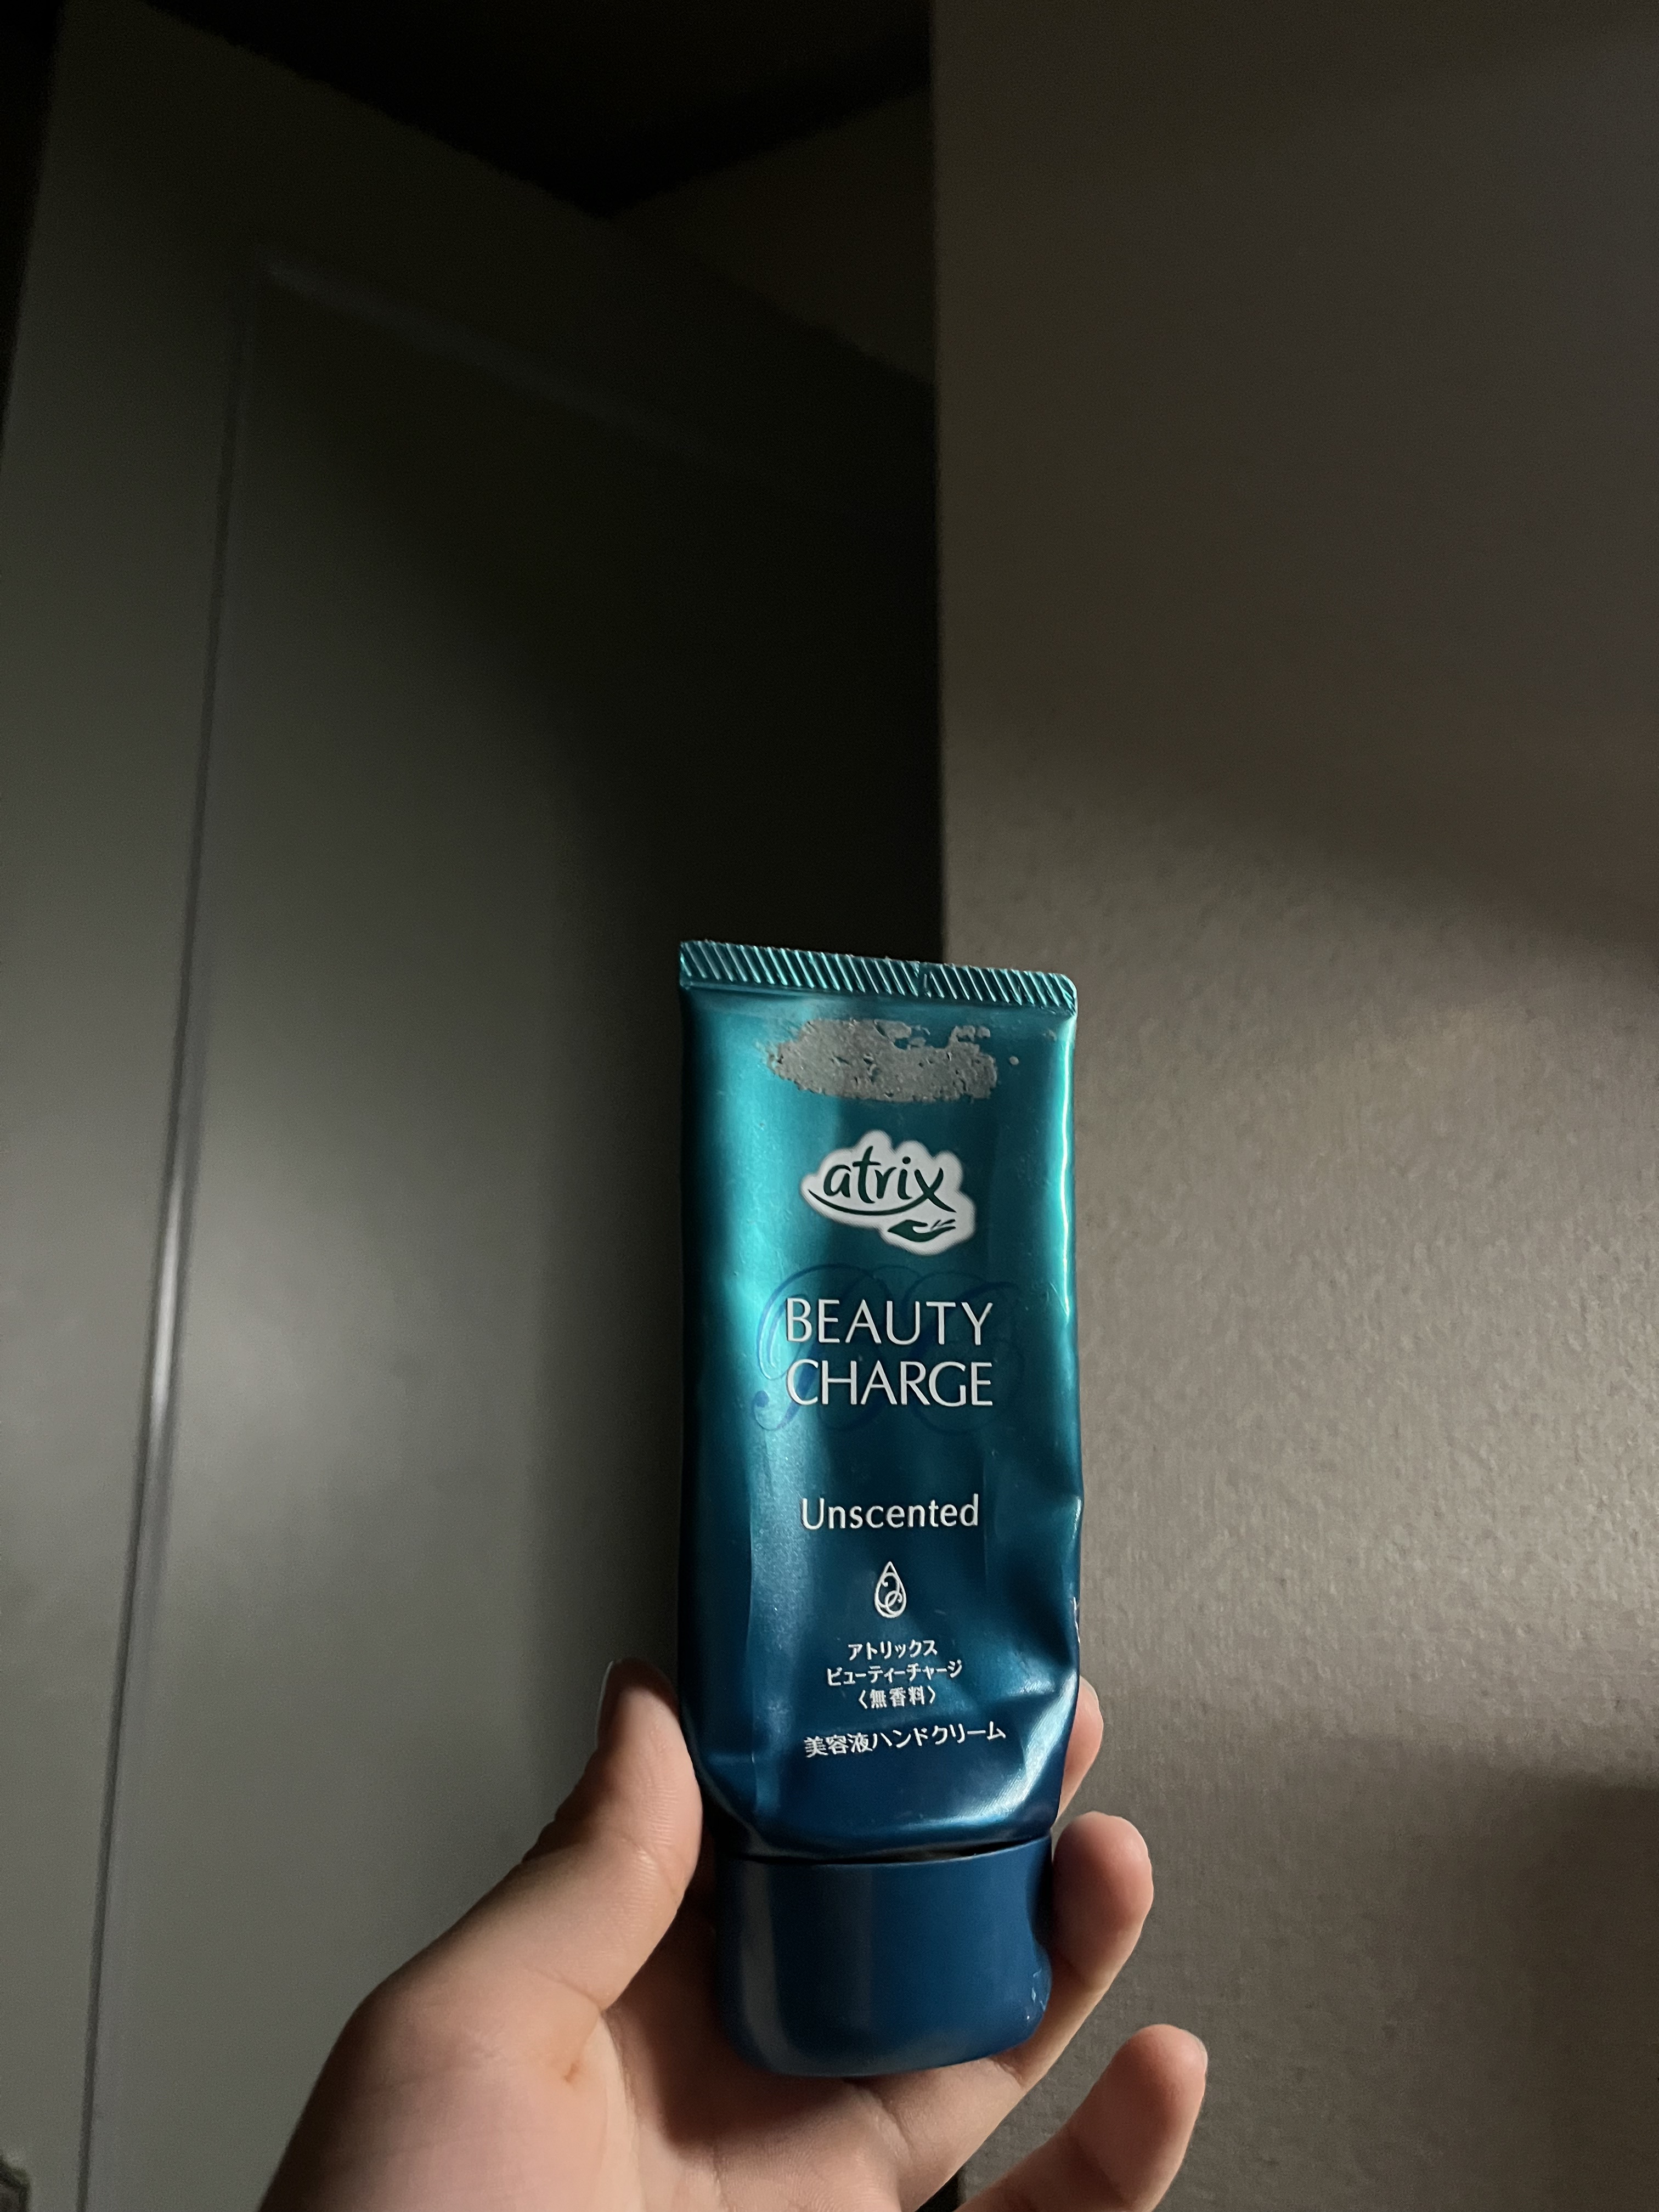 atrix
BEAUTY
CHARGE
Unscented
アトリックス
ビューティーチャージ
〈無香料〉
美容液ハンドクリーム